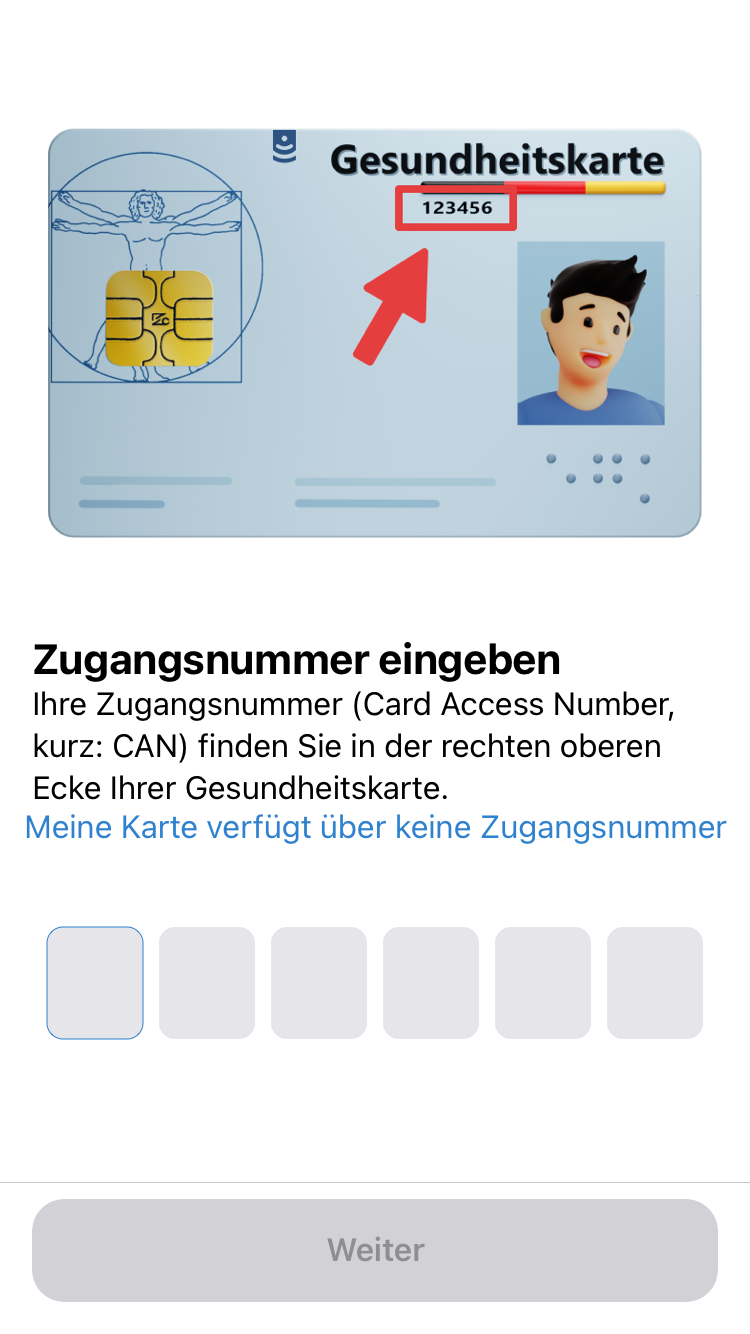 Gesundheitskarte
123456
Zugangsnummer eingeben
Ihre Zugangsnummer (Card Access Number,
kurz: CAN) finden Sie in der rechten oberen
Ecke Ihrer Gesundheitskarte.
Meine Karte verfügt über keine Zugangsnummer
Weiter